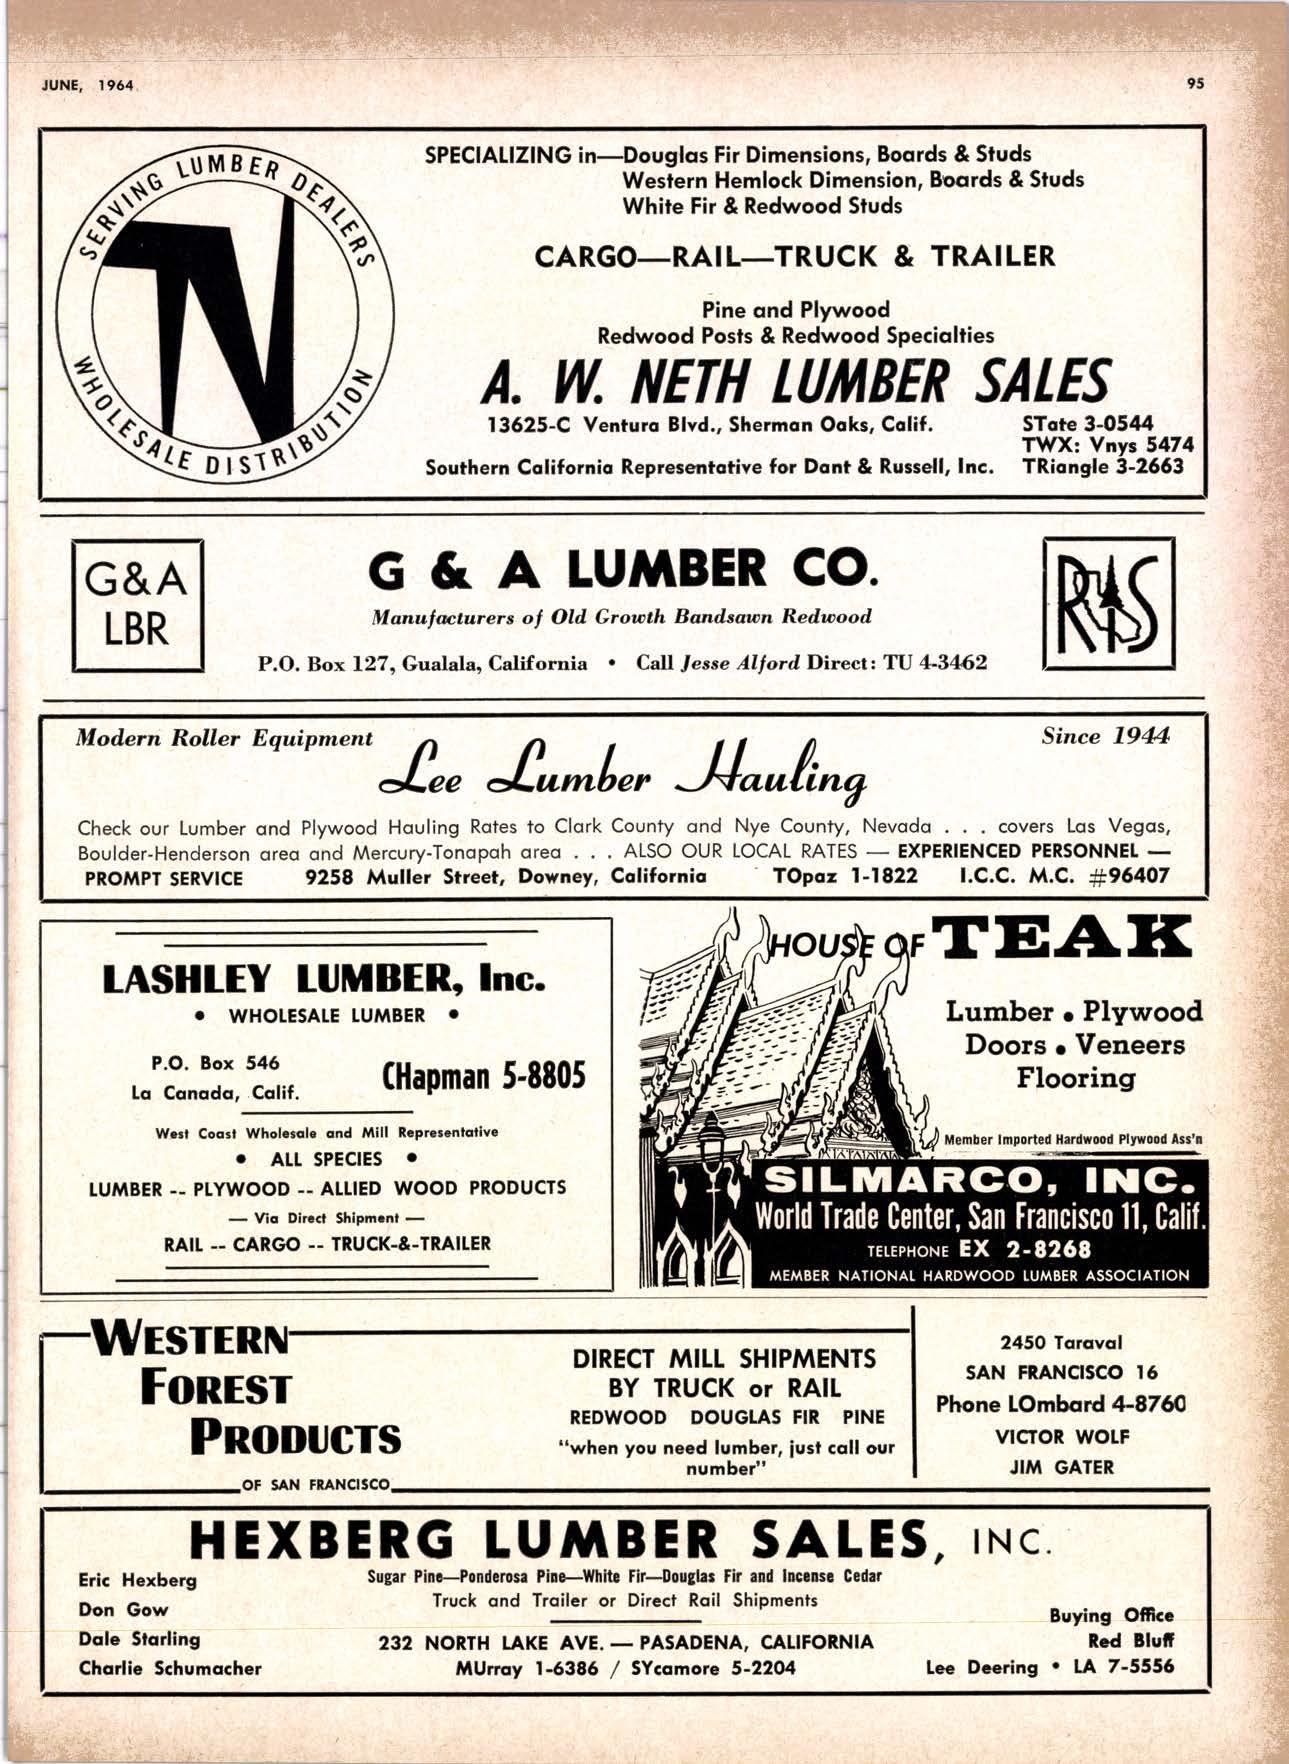 JUNE, 1964
95
SERVING LUMBER DEALERS
WHOLESALE DISTRIBUTION
SPECIALIZING in—Douglas Fir Dimensions, Boards & Studs
Western Hemlock Dimension, Boards & Studs
White Fir & Redwood Studs
CARGO—RAIL—TRUCK & TRAILER
Pine and Plywood
Redwood Posts & Redwood Specialties
A. W. NETH LUMBER SALES
13625-C Ventura Blvd., Sherman Oaks, Calif. STate 3-0544
TWX: Vnys 5474
Southern California Representative for Dant & Russell, Inc. TRiangle 3-2663
G&A
LBR
G & A LUMBER CO.
Manufacturers of Old Growth Bandsawn Redwood
P.O. Box 127, Gualala, California • Call Jesse Alford Direct: TU 4-3462
RIS
Modern Roller Equipment
Since 1944
Lee Lumber Hauling
Check our Lumber and Plywood Hauling Rates to Clark County and Nye County, Nevada . . . covers Las Vegas,
Boulder-Henderson area and Mercury-Tonapah area . . . ALSO OUR LOCAL RATES — EXPERIENCED PERSONNEL —
PROMPT SERVICE 9258 Muller Street, Downey, California TOpaz 1-1822 I.C.C. M.C. #96407
LASHLEY LUMBER, Inc.
• WHOLESALE LUMBER •
P.O. Box 546
La Canada, Calif.
CHapman 5-8805
West Coast Wholesale and Mill Representative
• ALL SPECIES •
LUMBER -- PLYWOOD -- ALLIED WOOD PRODUCTS
— Via Direct Shipment —
RAIL -- CARGO -- TRUCK-&-TRAILER
HOUSE OF TEAK
Lumber • Plywood
Doors • Veneers
Flooring
Member Imported Hardwood Plywood Ass'n
SILMARCO, INC.
World Trade Center, San Francisco 11, Calif.
TELEPHONE EX 2-8268
MEMBER NATIONAL HARDWOOD LUMBER ASSOCIATION
WESTERN
FOREST
PRODUCTS
OF SAN FRANCISCO
DIRECT MILL SHIPMENTS
BY TRUCK or RAIL
REDWOOD DOUGLAS FIR PINE
"when you need lumber, just call our
number"
2450 Taraval
SAN FRANCISCO 16
Phone LOmbard 4-8760
VICTOR WOLF
JIM GATER
HEXBERG LUMBER SALES, INC.
Eric Hexberg
Don Gow
Dale Starling
Charlie Schumacher
Sugar Pine—Ponderosa Pine—White Fir—Douglas Fir and Incense Cedar
Truck and Trailer or Direct Rail Shipments
232 NORTH LAKE AVE. — PASADENA, CALIFORNIA
MUrray 1-6386 / SYcamore 5-2204
Buying Office
Red Bluff
Lee Deering • LA 7-5556